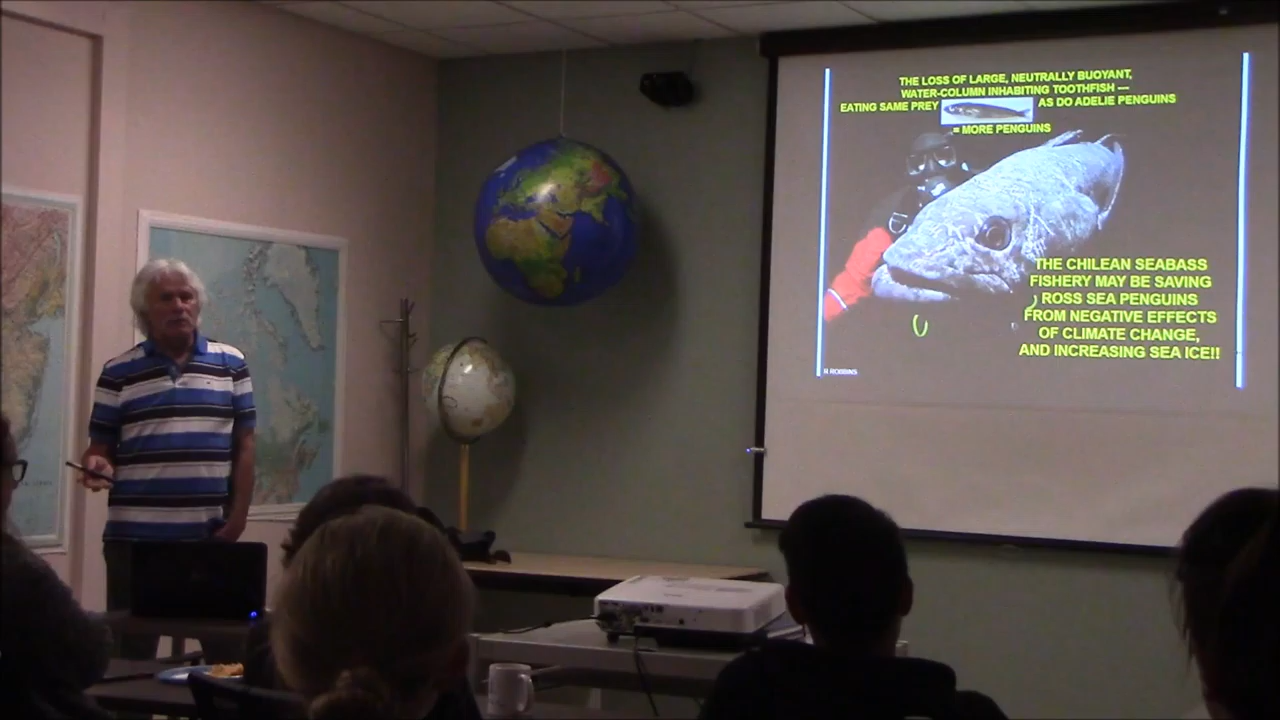 THE LOSS OF LARGE, NEUTRALLY BUOYANT,
WATER-COLUMN INHABITING TOOTHFISH —
EATING SAME PREY AS DO ADELIE PENGUINS
= MORE PENGUINS
THE CHILEAN SEABASS
FISHERY MAY BE SAVING
ROSS SEA PENGUINS
FROM NEGATIVE EFFECTS
OF CLIMATE CHANGE,
AND INCREASING SEA ICE!!
R ROBBINS